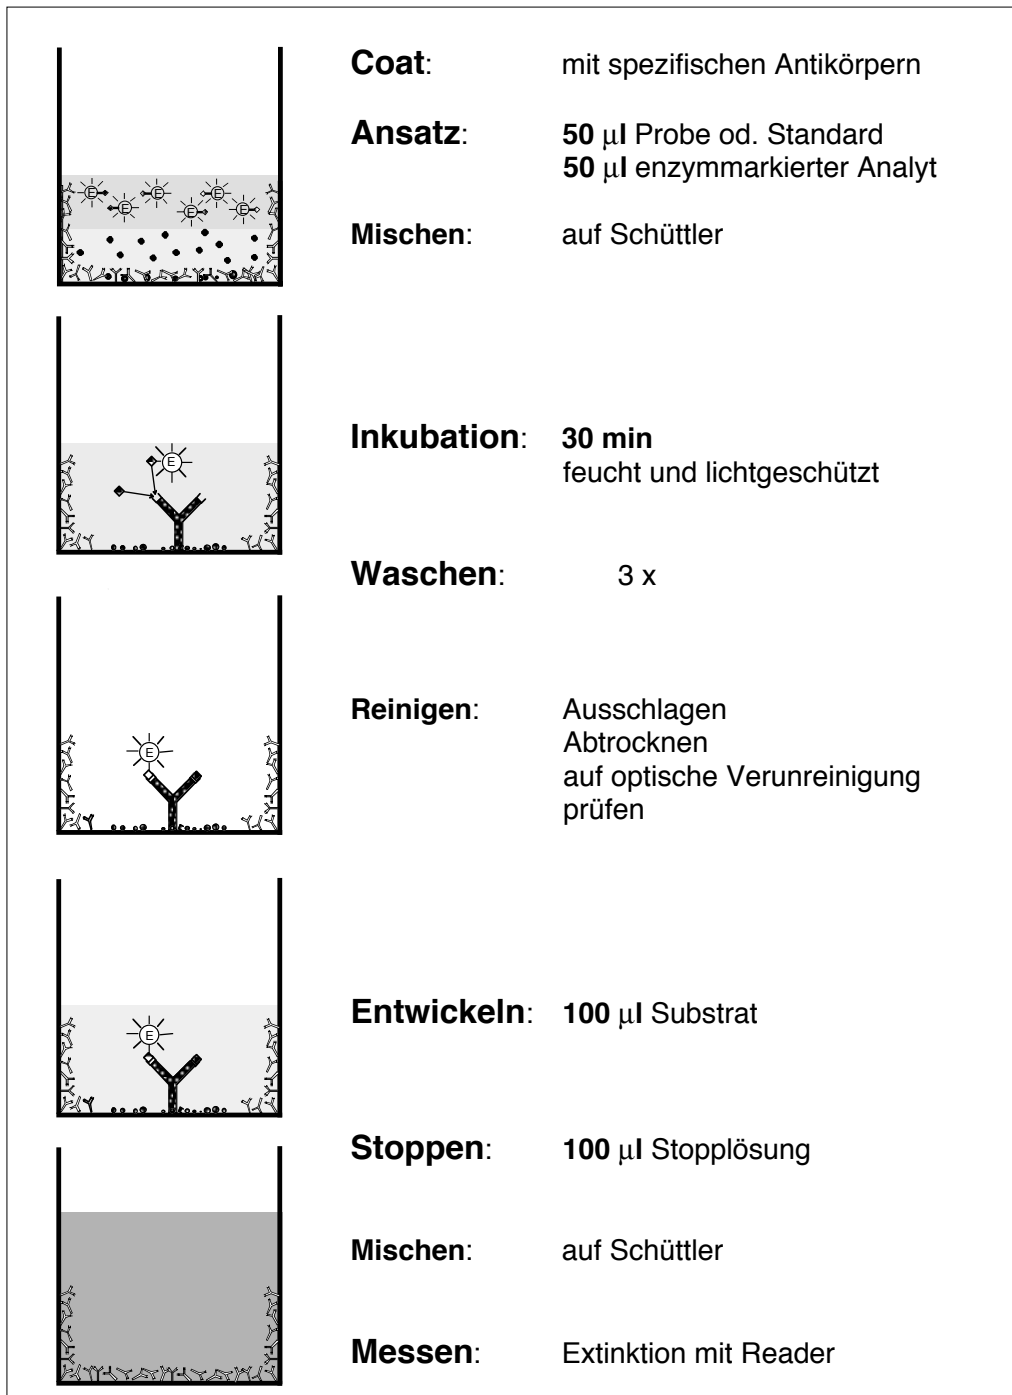 Coat: mit spezifischen Antikörpern
Ansatz: 50 µl Probe od. Standard
50 µl enzymmarkierter Analyt
E E E E E E
Mischen: auf Schüttler
Inkubation: 30 min
E
feucht und lichtgeschützt
Waschen: 3 x
Reinigen: Ausschlagen
Abtrocknen
E
auf optische Verunreinigung
prüfen
Entwickeln: 100 µl Substrat
E
Stoppen: 100 µl Stopplösung
Mischen: auf Schüttler
Messen: Extinktion mit Reader